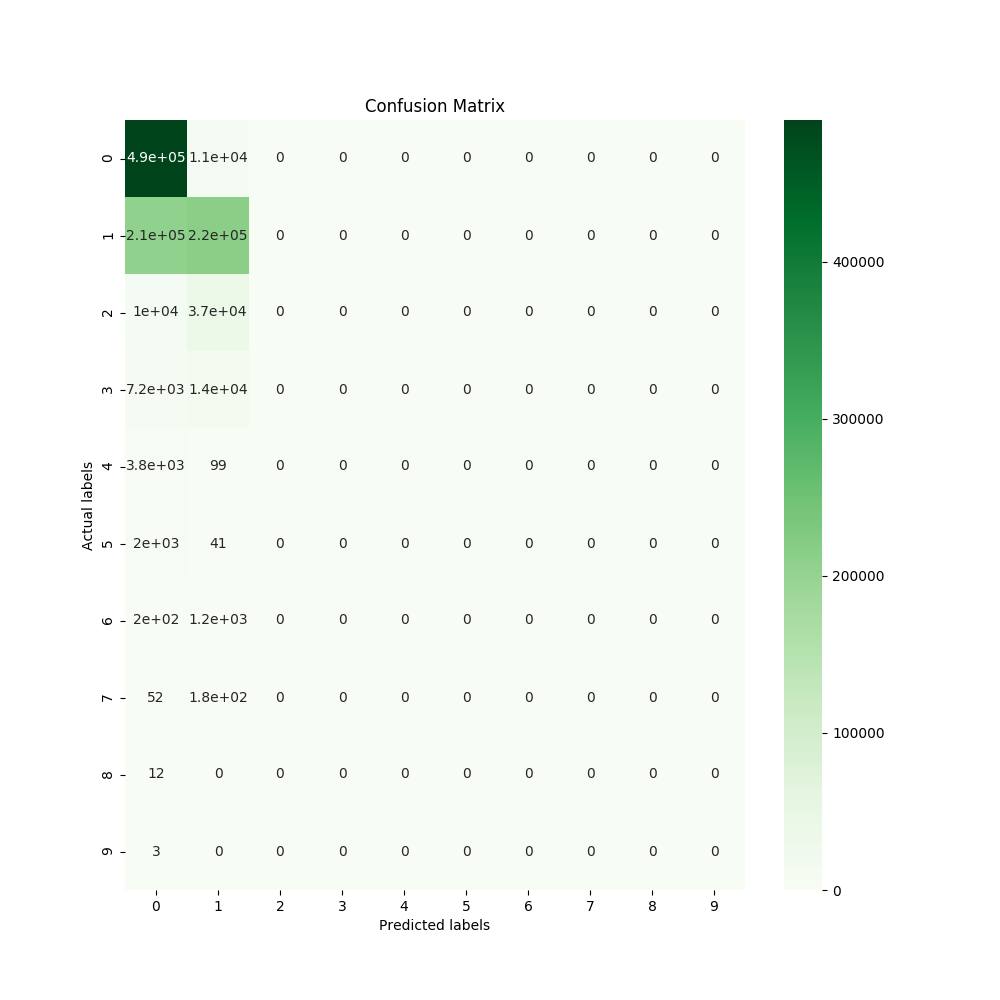 Confusion Matrix
0 4.9e+05 1.1e+04 0 0 0 0 0 0 0 0
1 2.1e+05 2.2e+05 0 0 0 0 0 0 0 0
2 1e+04 3.7e+04 0 0 0 0 0 0 0 0
3 7.2e+03 1.4e+04 0 0 0 0 0 0 0 0
4 3.8e+03 99 0 0 0 0 0 0 0 0
5 2e+03 41 0 0 0 0 0 0 0 0
6 2e+02 1.2e+03 0 0 0 0 0 0 0 0
7 52 1.8e+02 0 0 0 0 0 0 0 0
8 12 0 0 0 0 0 0 0 0 0
9 3 0 0 0 0 0 0 0 0 0
0 1 2 3 4 5 6 7 8 9
Predicted labels
Actual labels
400000
300000
200000
100000
0